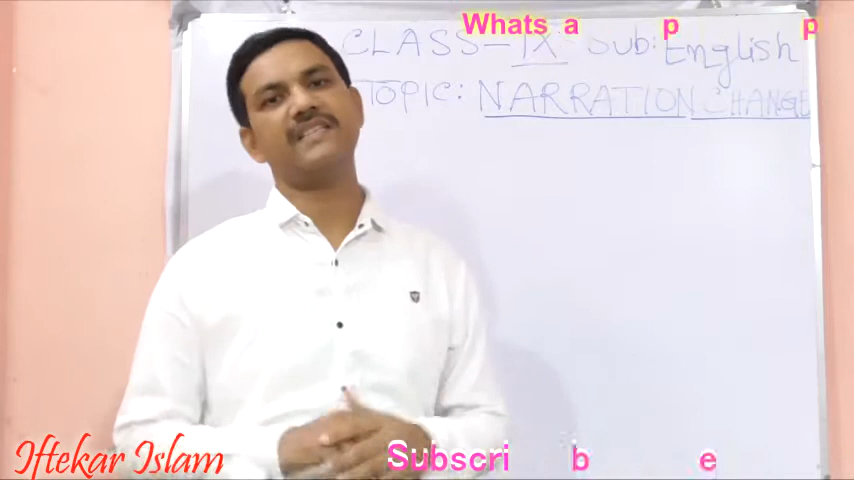 Whats a p p
CLASS-IX Sub: English
TOPIC: NARRATION CHANGE
Iftekar Islam
Subscri b e